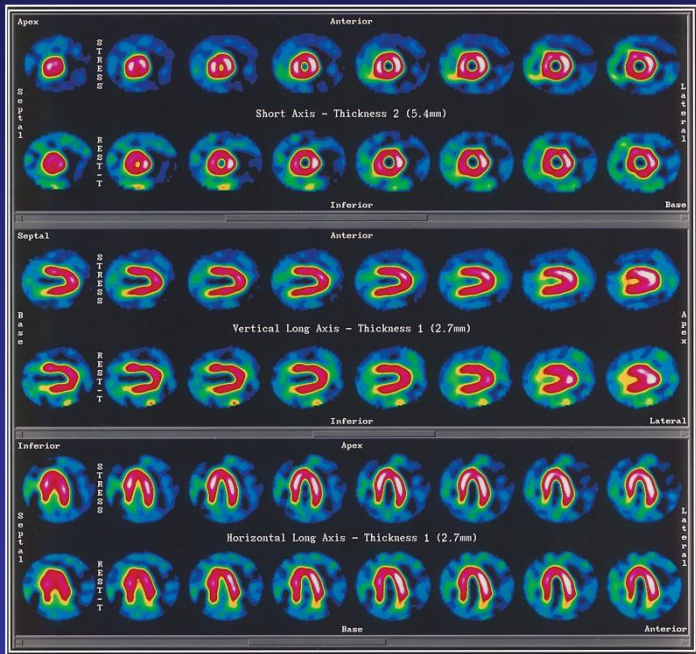 Apex
Anterior
STRESS
Septal
Lateral
Short Axis - Thickness 2 (5.4mm)
REST-T
Inferior
Base
Septal
Anterior
STRESS
Base
Apex
Vertical Long Axis - Thickness 1 (2.7mm)
REST-T
Inferior
Lateral
Inferior
Apex
STRESS
Septal
Lateral
Horizontal Long Axis - Thickness 1 (2.7mm)
REST-T
Base
Anterior